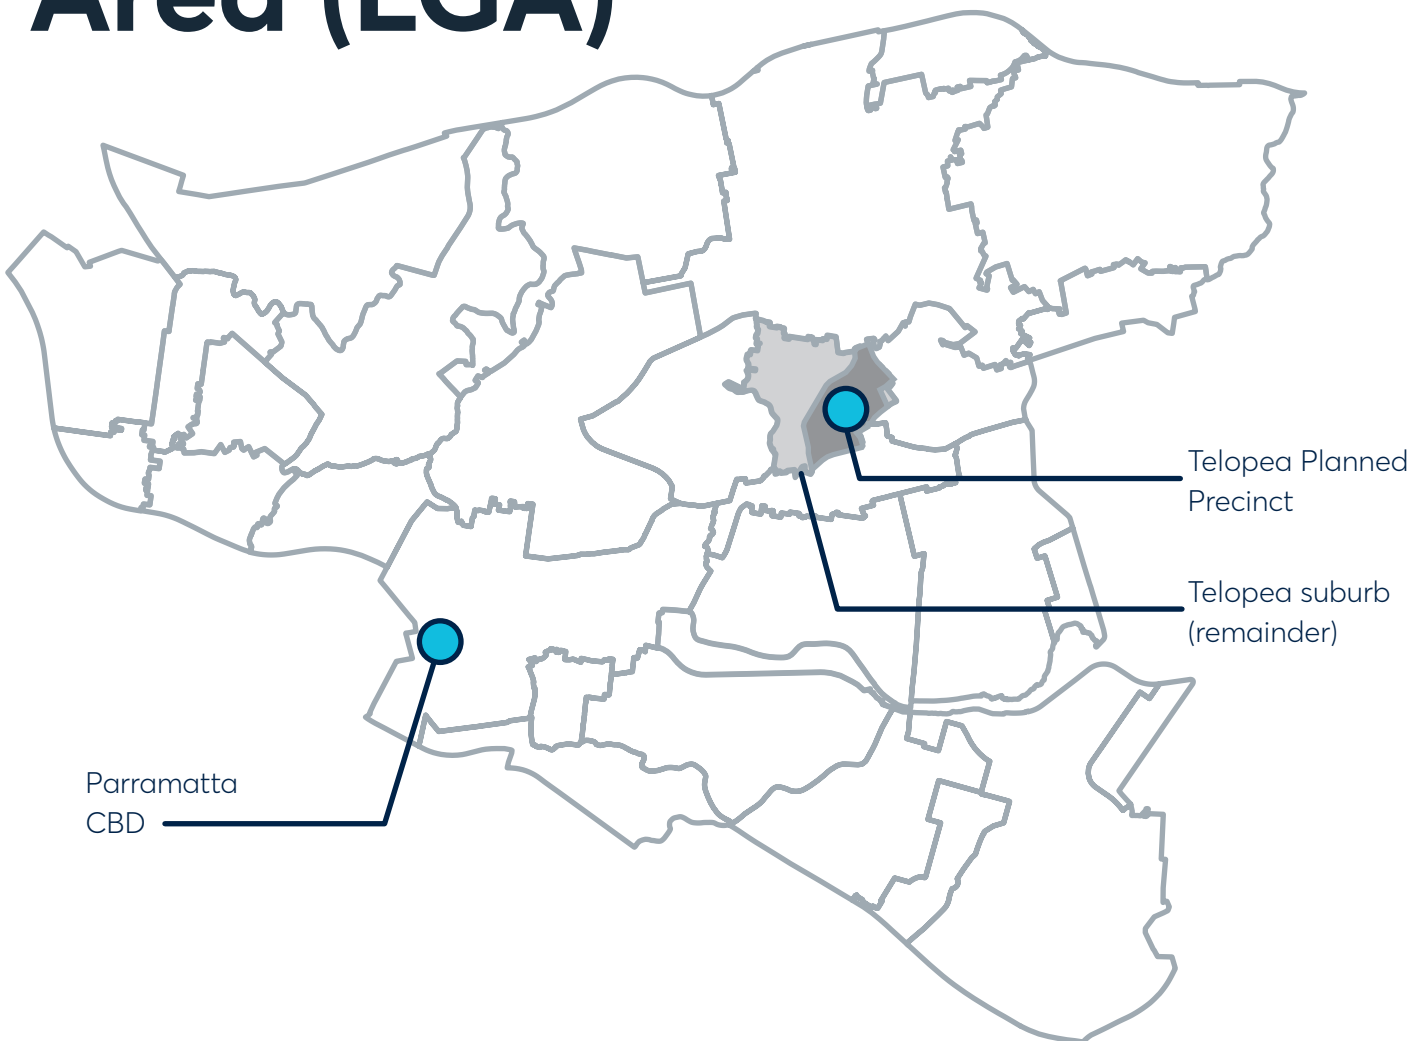 Area (LGA)
Telopea Planned
Precinct
Telopea suburb
(remainder)
Parramatta
CBD